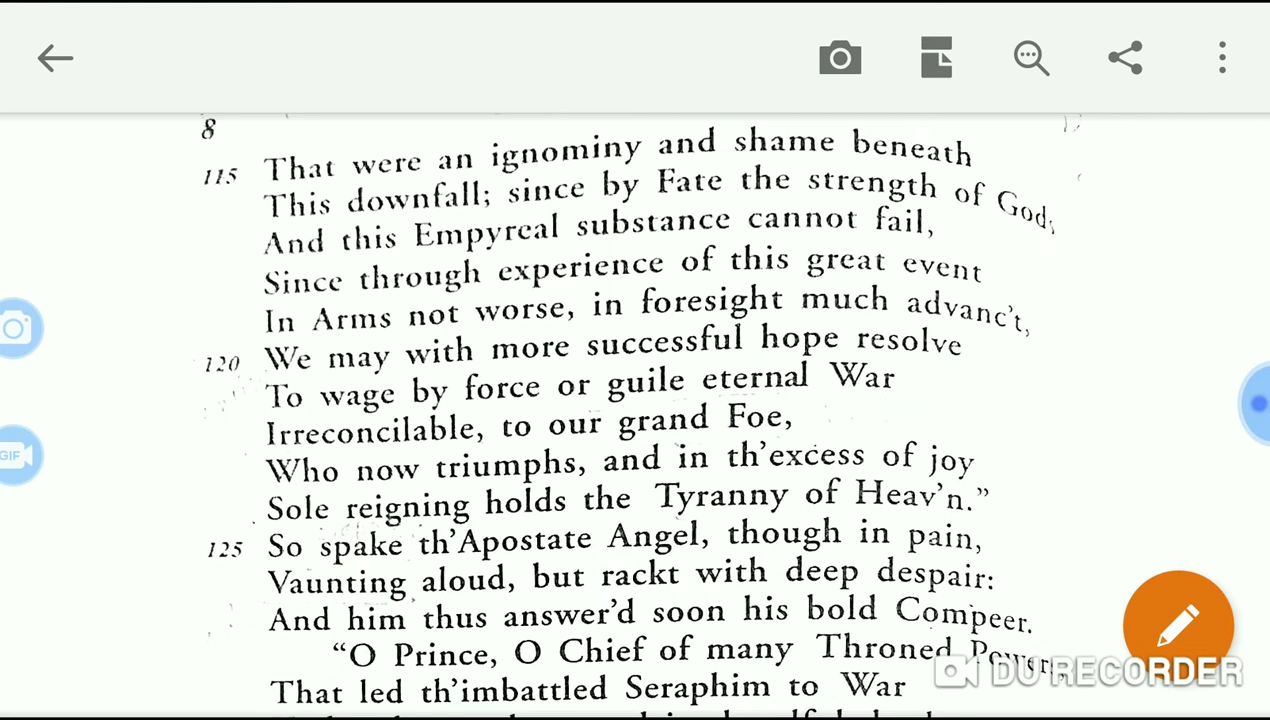 8
115 That were an ignominy and shame beneath
This downfall; since by Fate the strength of Gods
And this Empyreal substance cannot fail,
Since through experience of this great event
In Arms not worse, in foresight much advanc't,
120 We may with more successful hope resolve
To wage by force or guile eternal War
Irreconcilable, to our grand Foe,
Who now triumphs, and in th'excess of joy
Sole reigning holds the Tyranny of Heav'n.”
125 So spake th'Apostate Angel, though in pain,
Vaunting aloud, but rackt with deep despair:
And him thus answer'd soon his bold Compeer.
“O Prince, O Chief of many Throned Powers,
That led th'imbattled Seraphim to War
GIF
DU RECORDER